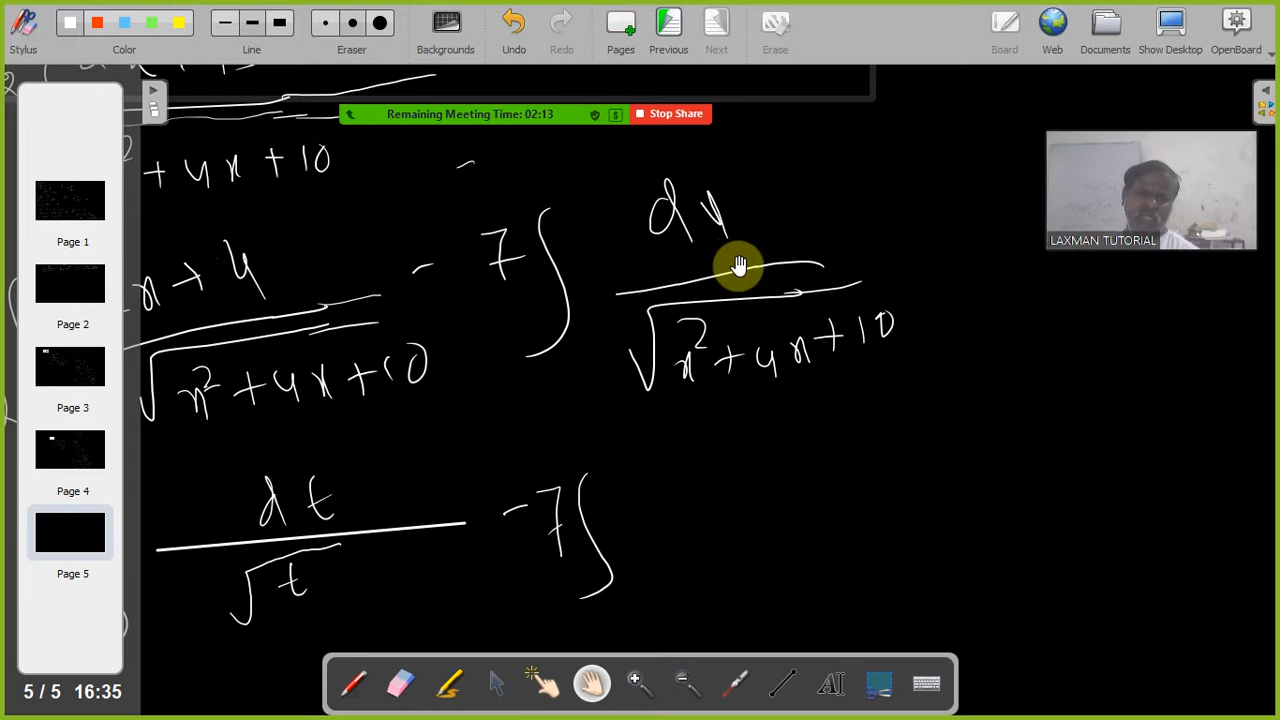 Stylus Color Line Eraser Backgrounds Undo Redo Pages Previous Next Erase Board Web Documents Show Desktop OpenBoard
Remaining Meeting Time: 02:13 $ Stop Share
+ 4x + 10 -
x + 4 - 7 ∫ dx
√x² + 4x + 10 √x² + 4x + 10
dt - 7 ∫
√t
LAXMAN TUTORIAL
Page 1
Page 2
Page 3
Page 4
Page 5
5 / 5 16:35
AI